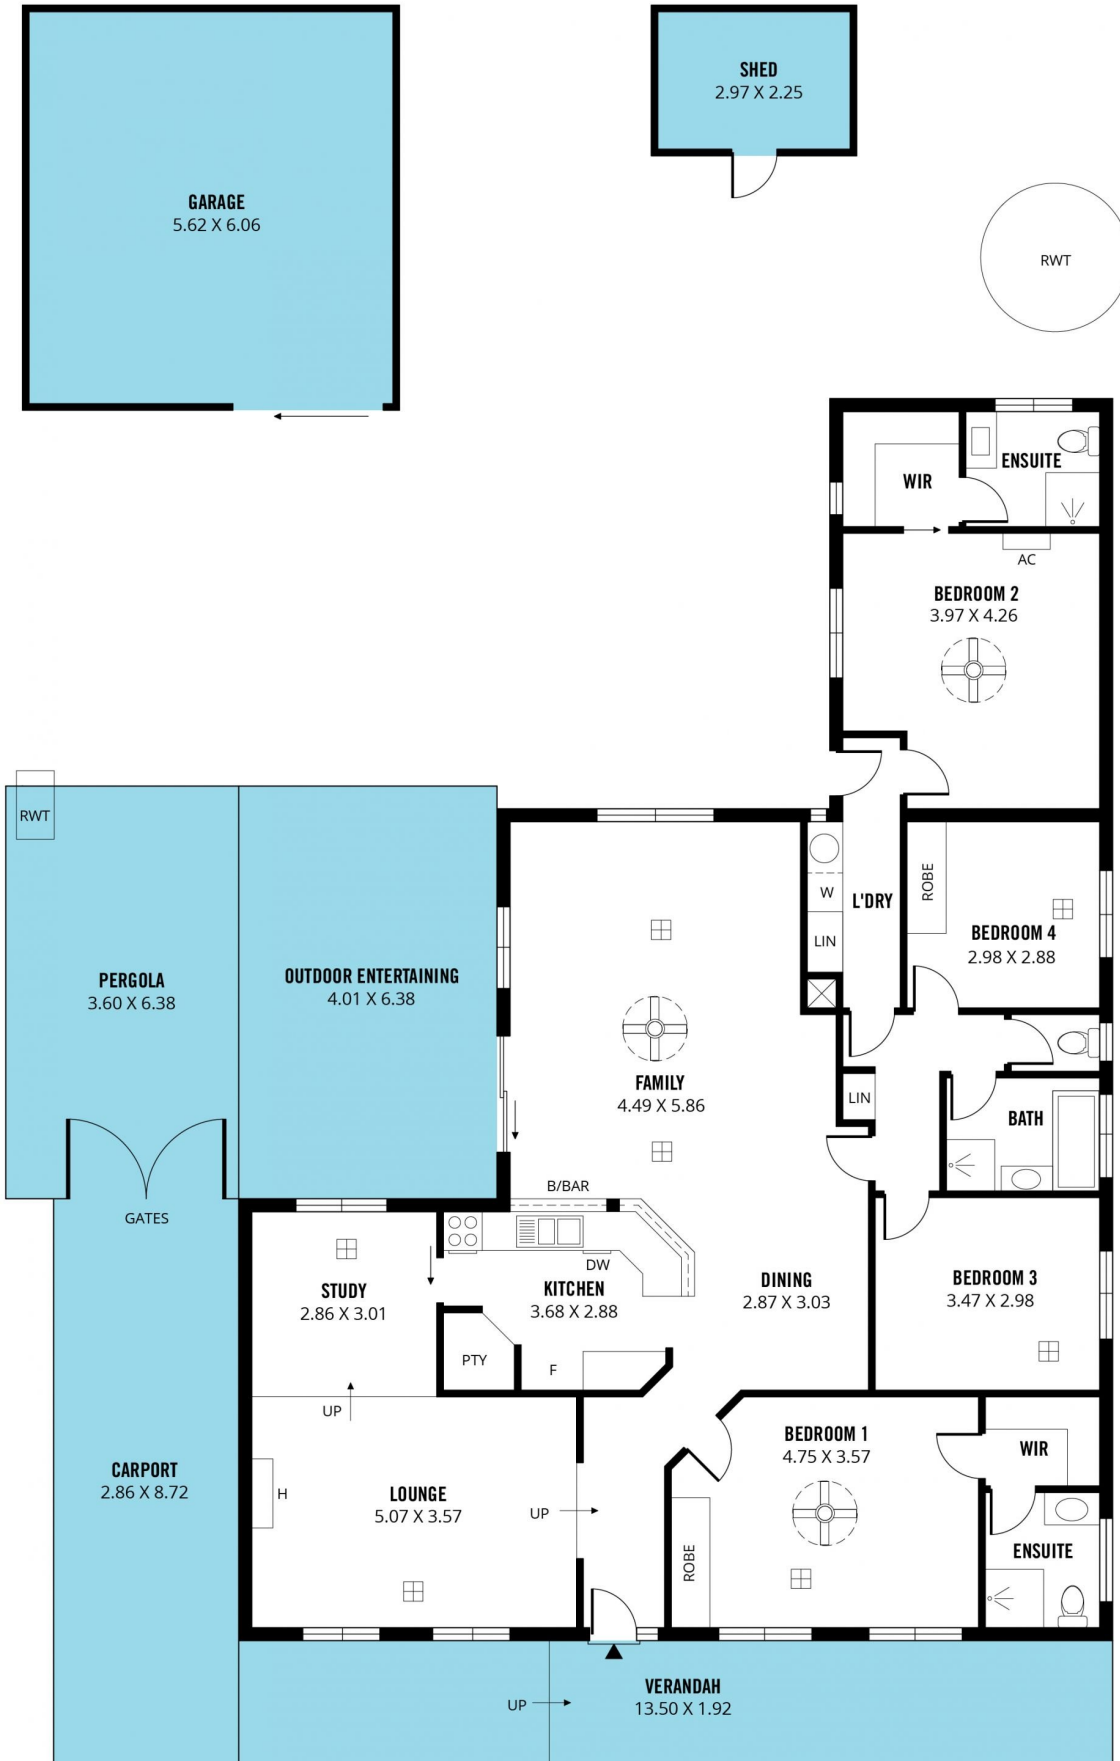 SHED
2.97 X 2.25
GARAGE
5.62 X 6.06
RWT
WIR
ENSUITE
AC
BEDROOM 2
3.97 X 4.26
RWT
W
LIN
L'DRY
ROBE
BEDROOM 4
2.98 X 2.88
PERGOLA
3.60 X 6.38
OUTDOOR ENTERTAINING
4.01 X 6.38
FAMILY
4.49 X 5.86
LIN
BATH
B/BAR
GATES
DW
STUDY
2.86 X 3.01
KITCHEN
3.68 X 2.88
DINING
2.87 X 3.03
BEDROOM 3
3.47 X 2.98
PTY
F
UP
CARPORT
2.86 X 8.72
H
LOUNGE
5.07 X 3.57
UP
BEDROOM 1
4.75 X 3.57
WIR
ROBE
ENSUITE
VERANDAH
13.50 X 1.92
UP